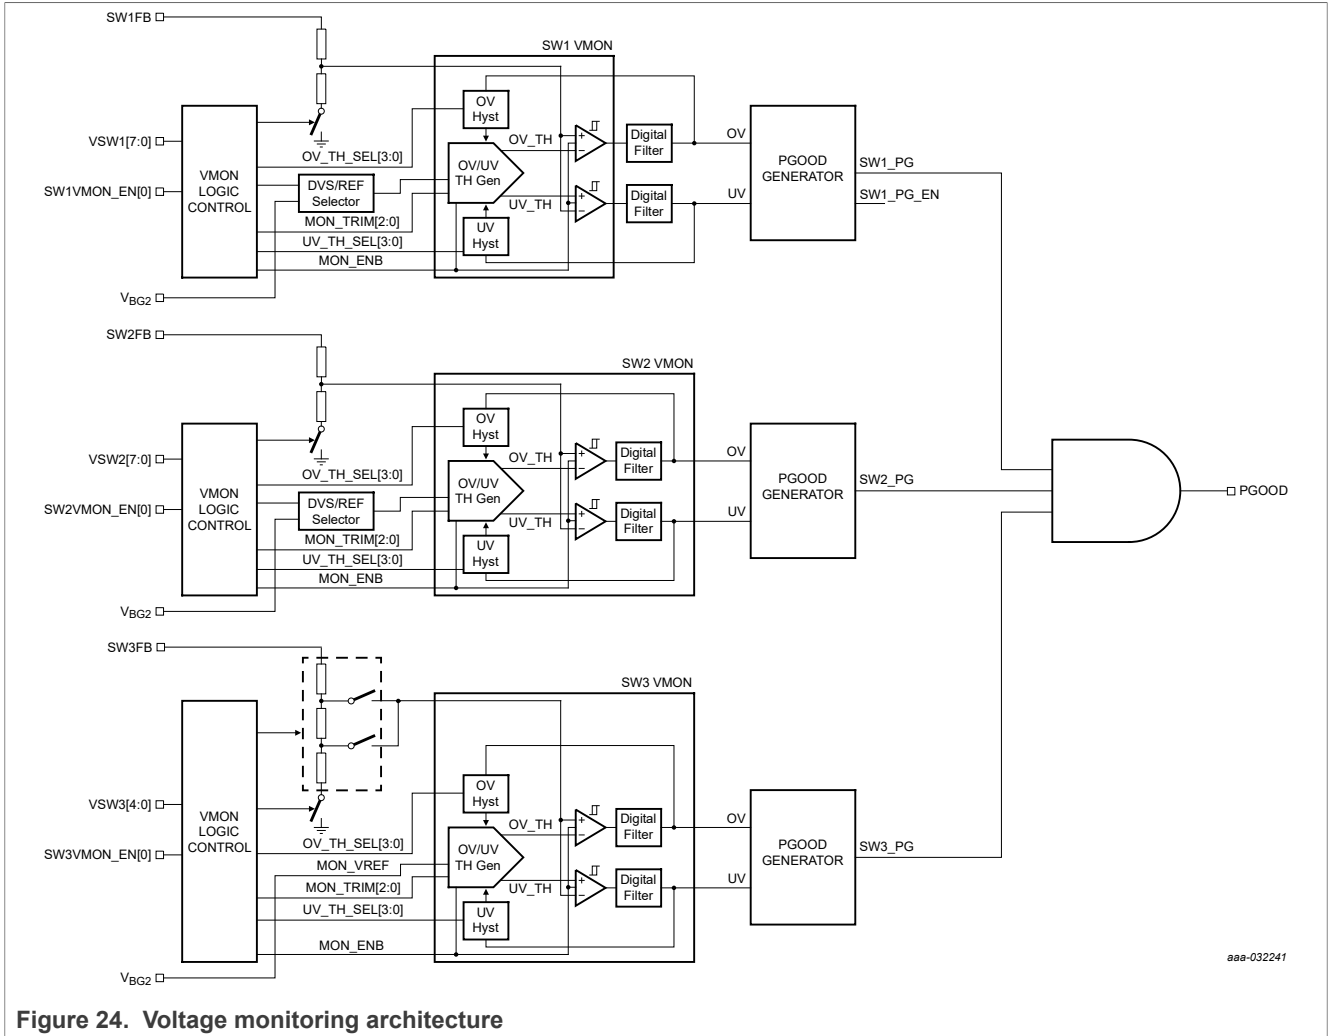 SW1FB
SW1 VMON
OV
Hyst
VSW1[7:0]
SW1VMON_EN[0]
VMON
LOGIC
CONTROL
OV_TH_SEL[3:0]
DVS/REF
Selector
MON_TRIM[2:0]
UV_TH_SEL[3:0]
MON_ENB
OV/UV
TH Gen
OV_TH
UV_TH
UV
Hyst
+
−
+
−
Digital
Filter
Digital
Filter
OV
UV
PGOOD
GENERATOR
SW1_PG
SW1_PG_EN
VBG2
SW2FB
SW2 VMON
OV
Hyst
VSW2[7:0]
SW2VMON_EN[0]
VMON
LOGIC
CONTROL
OV_TH_SEL[3:0]
DVS/REF
Selector
MON_TRIM[2:0]
UV_TH_SEL[3:0]
MON_ENB
OV/UV
TH Gen
OV_TH
UV_TH
UV
Hyst
+
−
+
−
Digital
Filter
Digital
Filter
OV
UV
PGOOD
GENERATOR
SW2_PG
PGOOD
VBG2
SW3FB
SW3 VMON
OV
Hyst
VSW3[4:0]
SW3VMON_EN[0]
VMON
LOGIC
CONTROL
OV_TH_SEL[3:0]
MON_VREF
MON_TRIM[2:0]
UV_TH_SEL[3:0]
MON_ENB
OV/UV
TH Gen
OV_TH
UV_TH
UV
Hyst
+
−
+
−
Digital
Filter
Digital
Filter
OV
UV
PGOOD
GENERATOR
SW3_PG
VBG2
aaa-032241
Figure 24. Voltage monitoring architecture